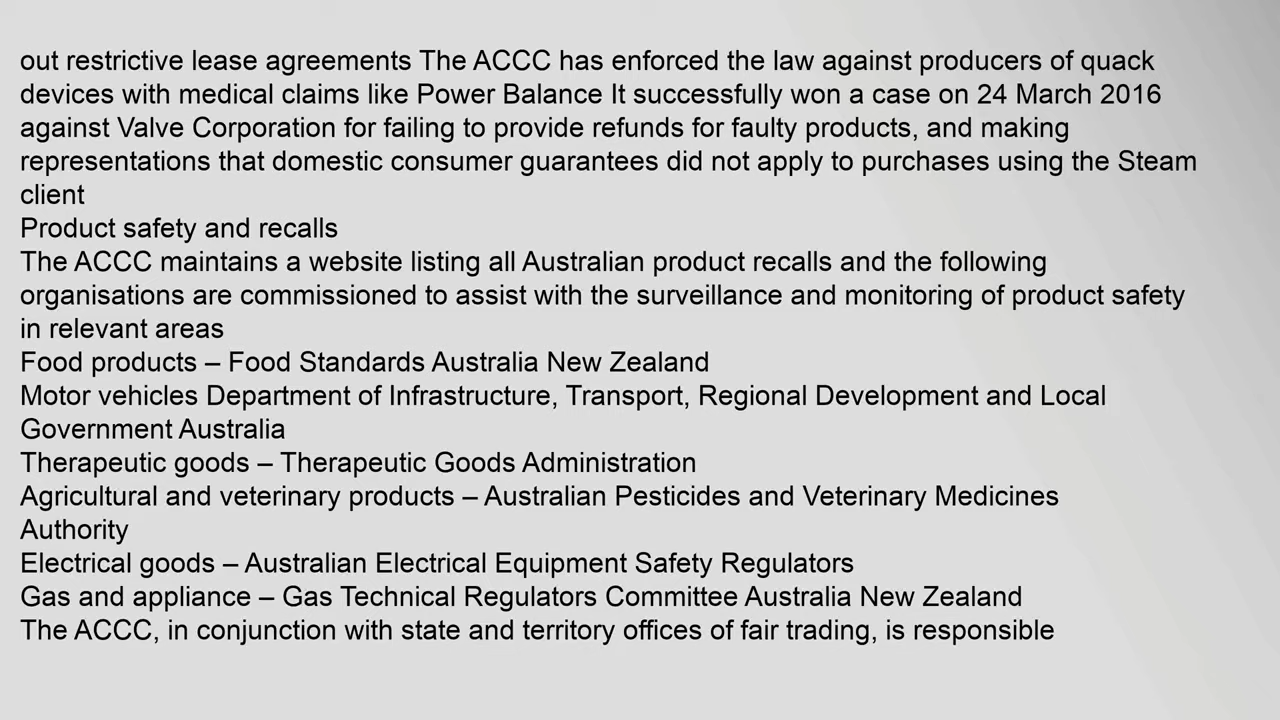 out restrictive lease agreements The ACCC has enforced the law against producers of quack
devices with medical claims like Power Balance It successfully won a case on 24 March 2016
against Valve Corporation for failing to provide refunds for faulty products, and making
representations that domestic consumer guarantees did not apply to purchases using the Steam
client
Product safety and recalls
The ACCC maintains a website listing all Australian product recalls and the following
organisations are commissioned to assist with the surveillance and monitoring of product safety
in relevant areas
Food products – Food Standards Australia New Zealand
Motor vehicles Department of Infrastructure, Transport, Regional Development and Local
Government Australia
Therapeutic goods – Therapeutic Goods Administration
Agricultural and veterinary products – Australian Pesticides and Veterinary Medicines
Authority
Electrical goods – Australian Electrical Equipment Safety Regulators
Gas and appliance – Gas Technical Regulators Committee Australia New Zealand
The ACCC, in conjunction with state and territory offices of fair trading, is responsible